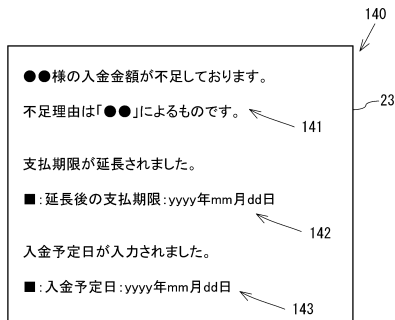 140
●●様の入金金額が不足しております。
23
不足理由は「●●」によるものです。
141
支払期限が延長されました。
■：延長後の支払期限：yyyy年mm月dd日
142
入金予定日が入力されました。
■：入金予定日：yyyy年mm月dd日
143